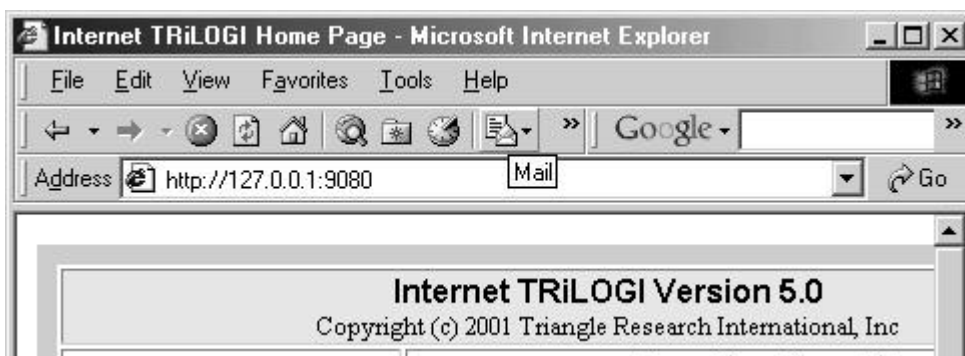 Internet TRiLOGI Home Page - Microsoft Internet Explorer
File Edit View Favorites Tools Help
Google
Address http://127.0.0.1:9080 Go
Mail
Internet TRiLOGI Version 5.0
Copyright (c) 2001 Triangle Research International, Inc